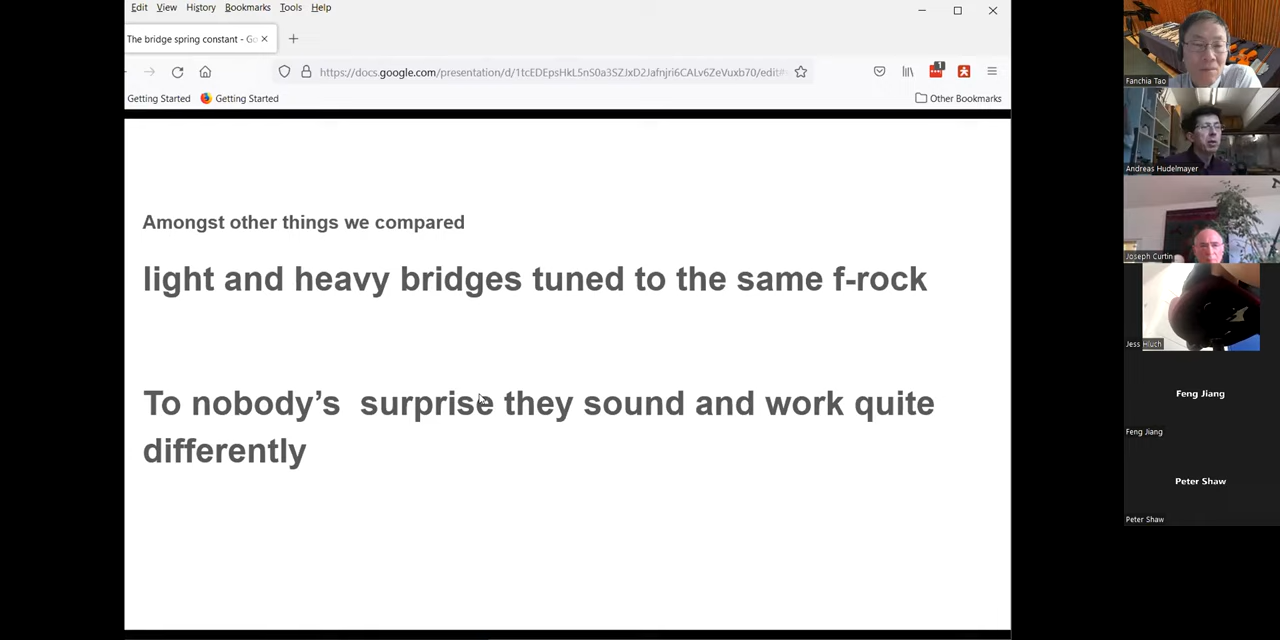 Edit View History Bookmarks Tools Help
The bridge spring constant - Go
https://docs.google.com/presentation/d/1tcEDEpsHkL5nS0a3SZJxD2Jafnjri6CALv6ZeVuxb70/edit#
1
Getting Started Getting Started Other Bookmarks
Amongst other things we compared
light and heavy bridges tuned to the same f-rock
To nobody’s  surprise they sound and work quite
differently
Fanchia Tao
Andreas Hudelmayer
Joseph Curtin
Jess Hluch
Feng Jiang
Feng Jiang
Peter Shaw
Peter Shaw